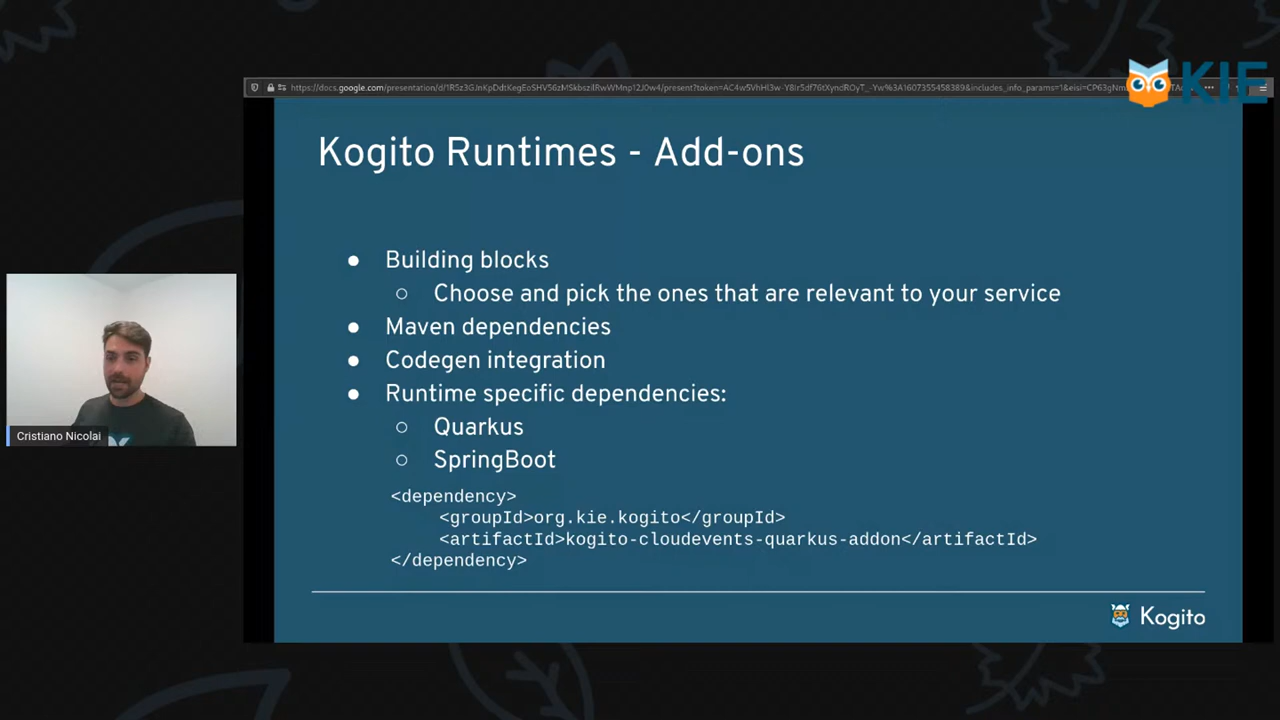 KIE
Kogito Runtimes - Add-ons
● Building blocks
○ Choose and pick the ones that are relevant to your service
● Maven dependencies
● Codegen integration
● Runtime specific dependencies:
○ Quarkus
○ SpringBoot
<dependency>
<groupId>org.kie.kogito</groupId>
<artifactId>kogito-cloudevents-quarkus-addon</artifactId>
</dependency>
Kogito
Cristiano Nicolai